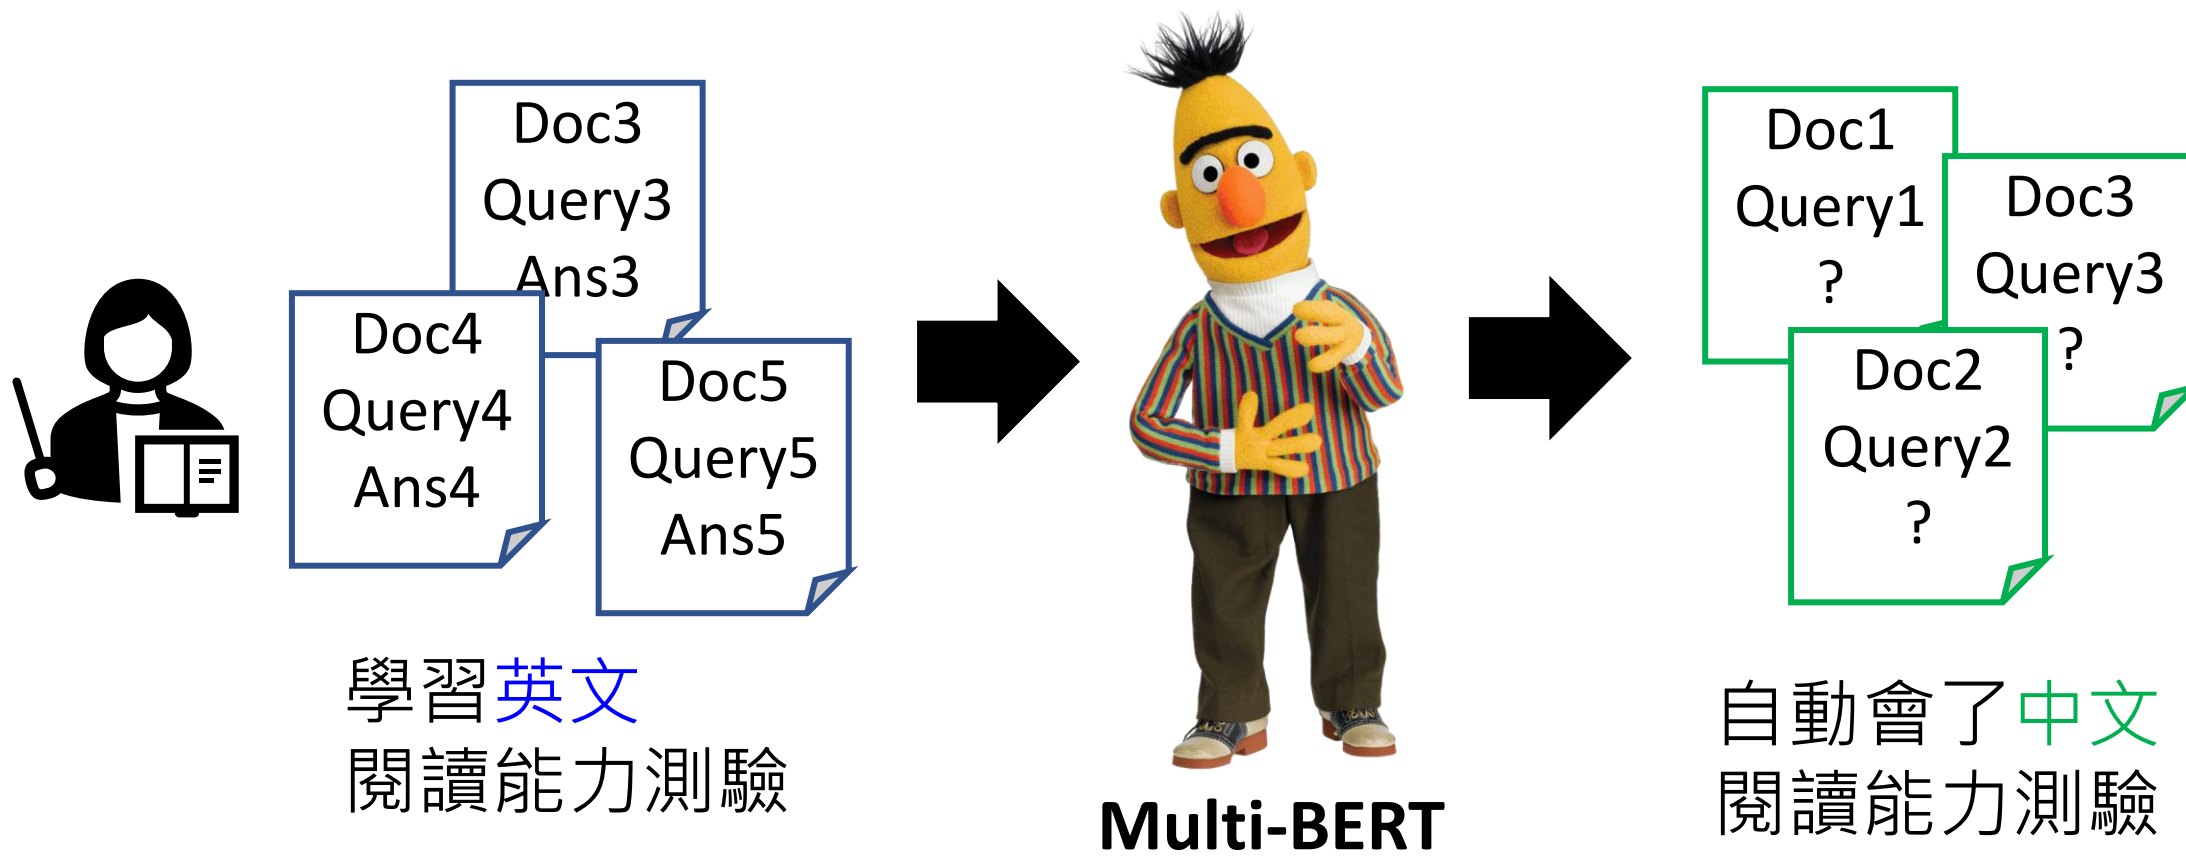 Doc3
Query3
Ans3
Doc4
Query4
Ans4
Doc5
Query5
Ans5
學習英文
閱讀能力測驗
Multi-BERT
Doc1
Query1
?
Doc3
Query3
?
Doc2
Query2
?
自動會了中文
閱讀能力測驗